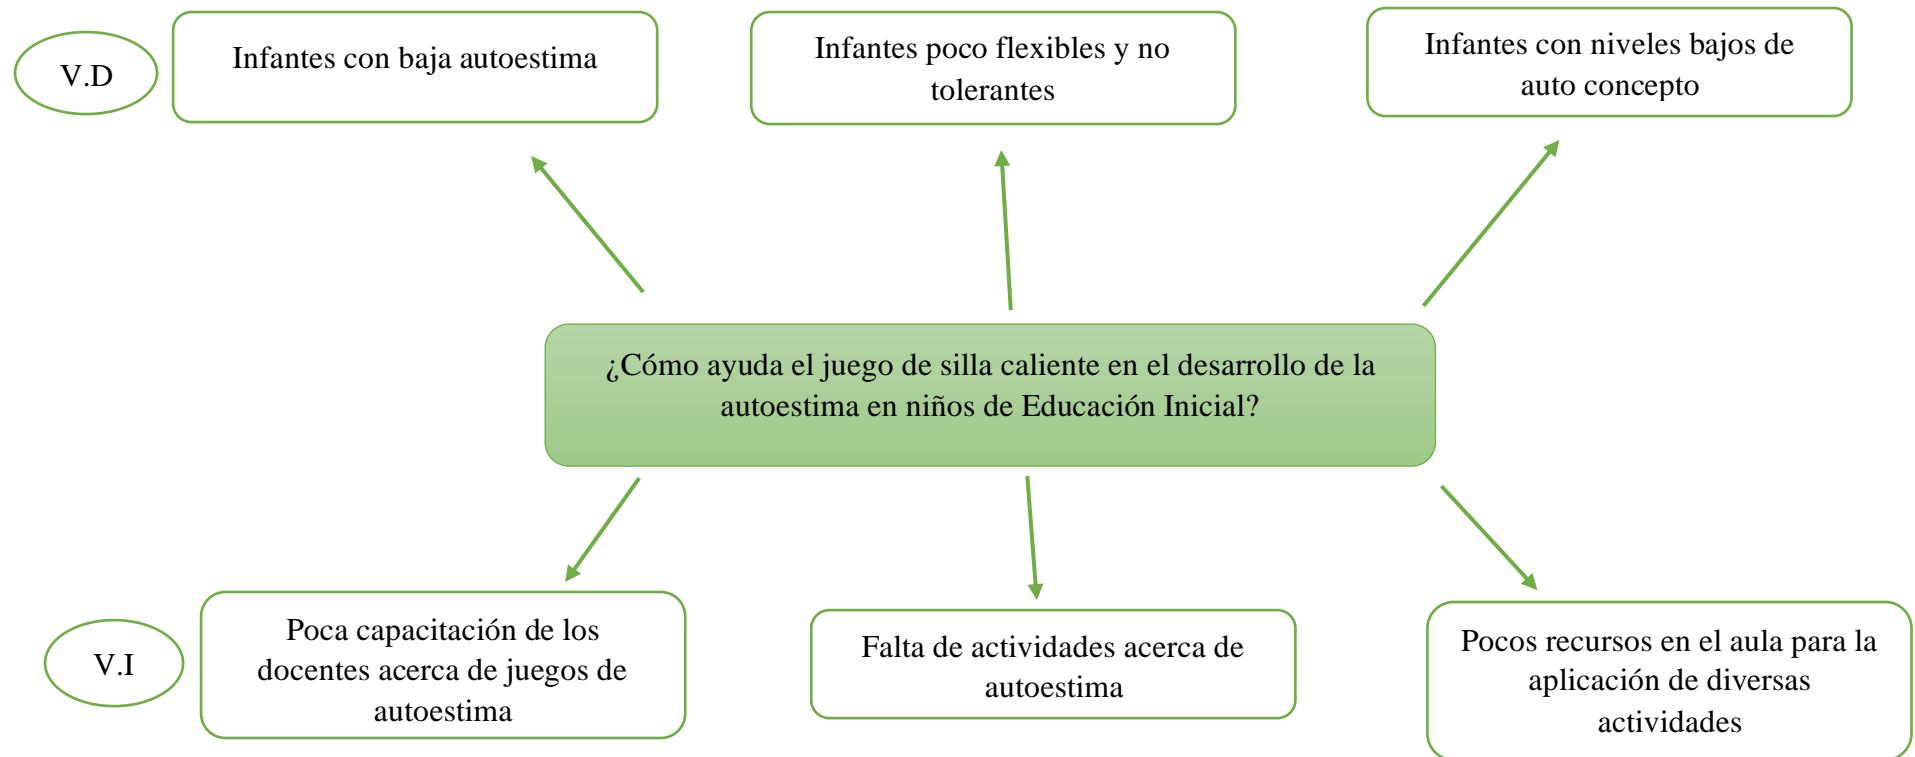 V.D
Infantes con baja autoestima
Infantes poco flexibles y no
tolerantes
Infantes con niveles bajos de
auto concepto
¿Cómo ayuda el juego de silla caliente en el desarrollo de la
autoestima en niños de Educación Inicial?
V.I
Poca capacitación de los
docentes acerca de juegos de
autoestima
Falta de actividades acerca de
autoestima
Pocos recursos en el aula para la
aplicación de diversas
actividades